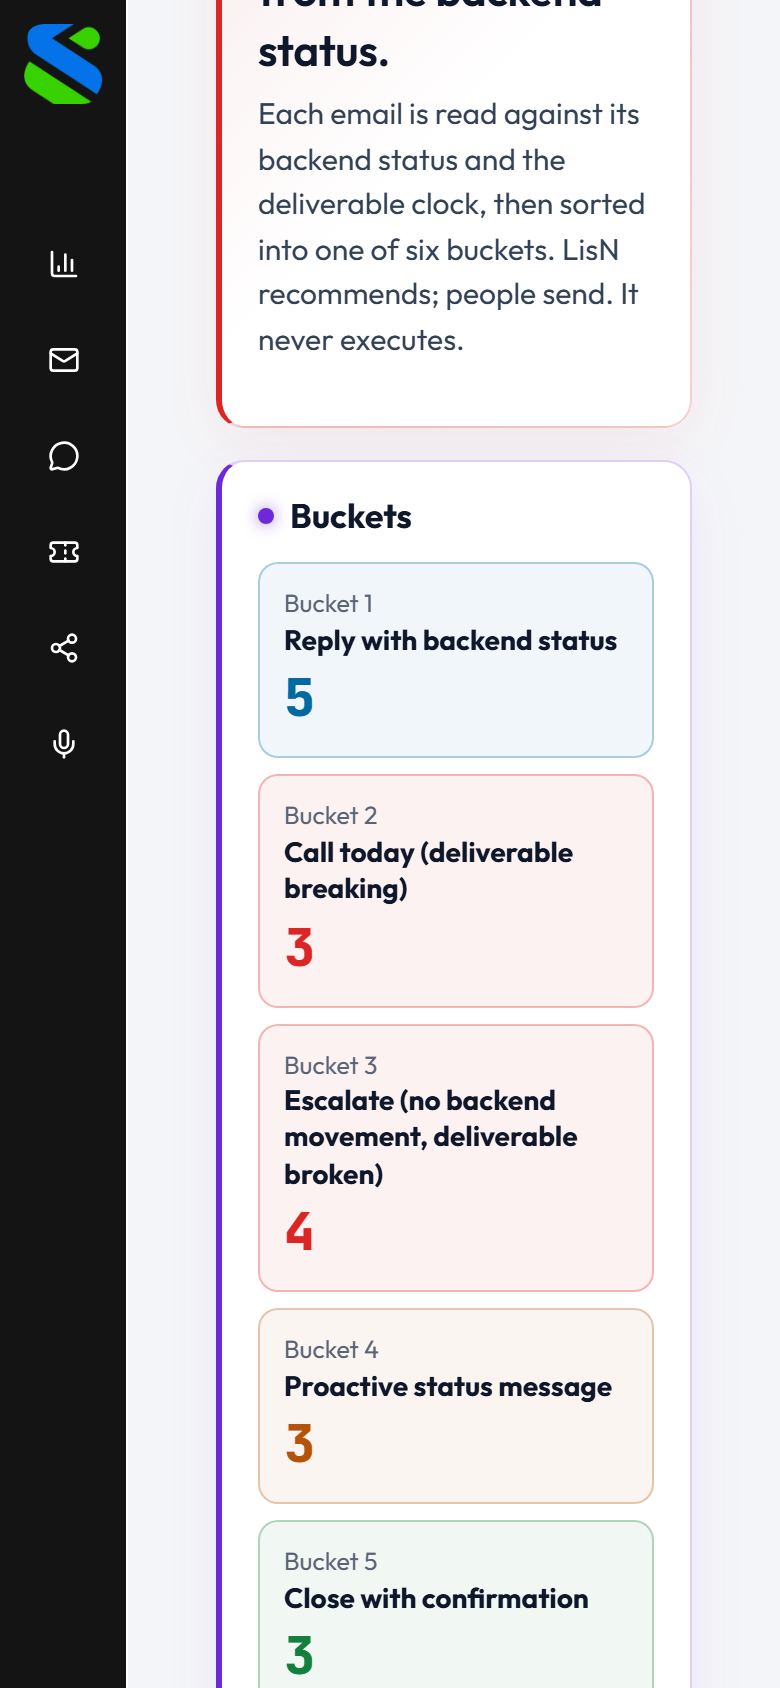 from the backend
status.
Each email is read against its
backend status and the
deliverable clock, then sorted
into one of six buckets. LisN
recommends; people send. It
never executes.
Buckets
Bucket 1
Reply with backend status
5
Bucket 2
Call today (deliverable
breaking)
3
Bucket 3
Escalate (no backend
movement, deliverable
broken)
4
Bucket 4
Proactive status message
3
Bucket 5
Close with confirmation
3